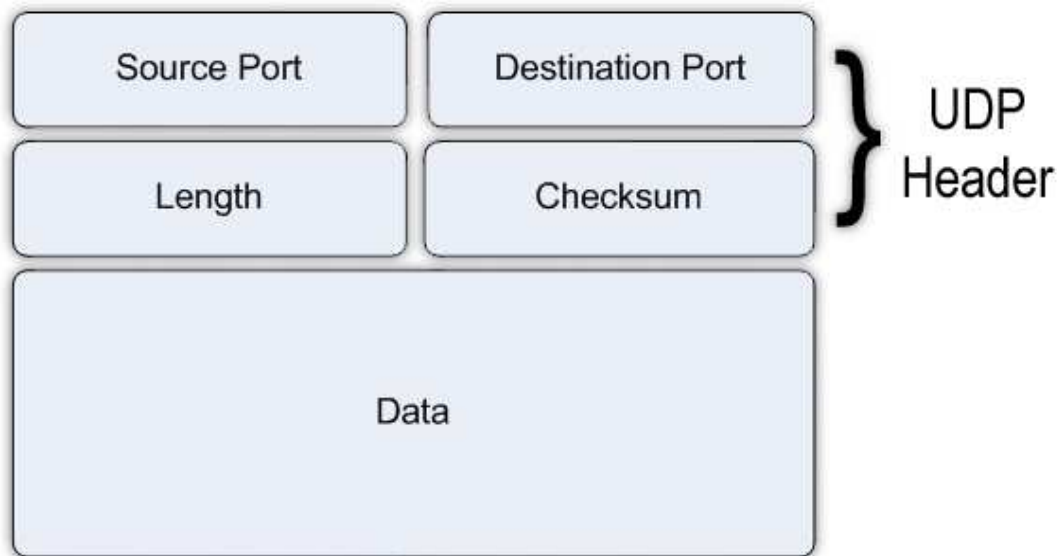 Source Port
Destination Port
UDP
Header
Length
Checksum
Data